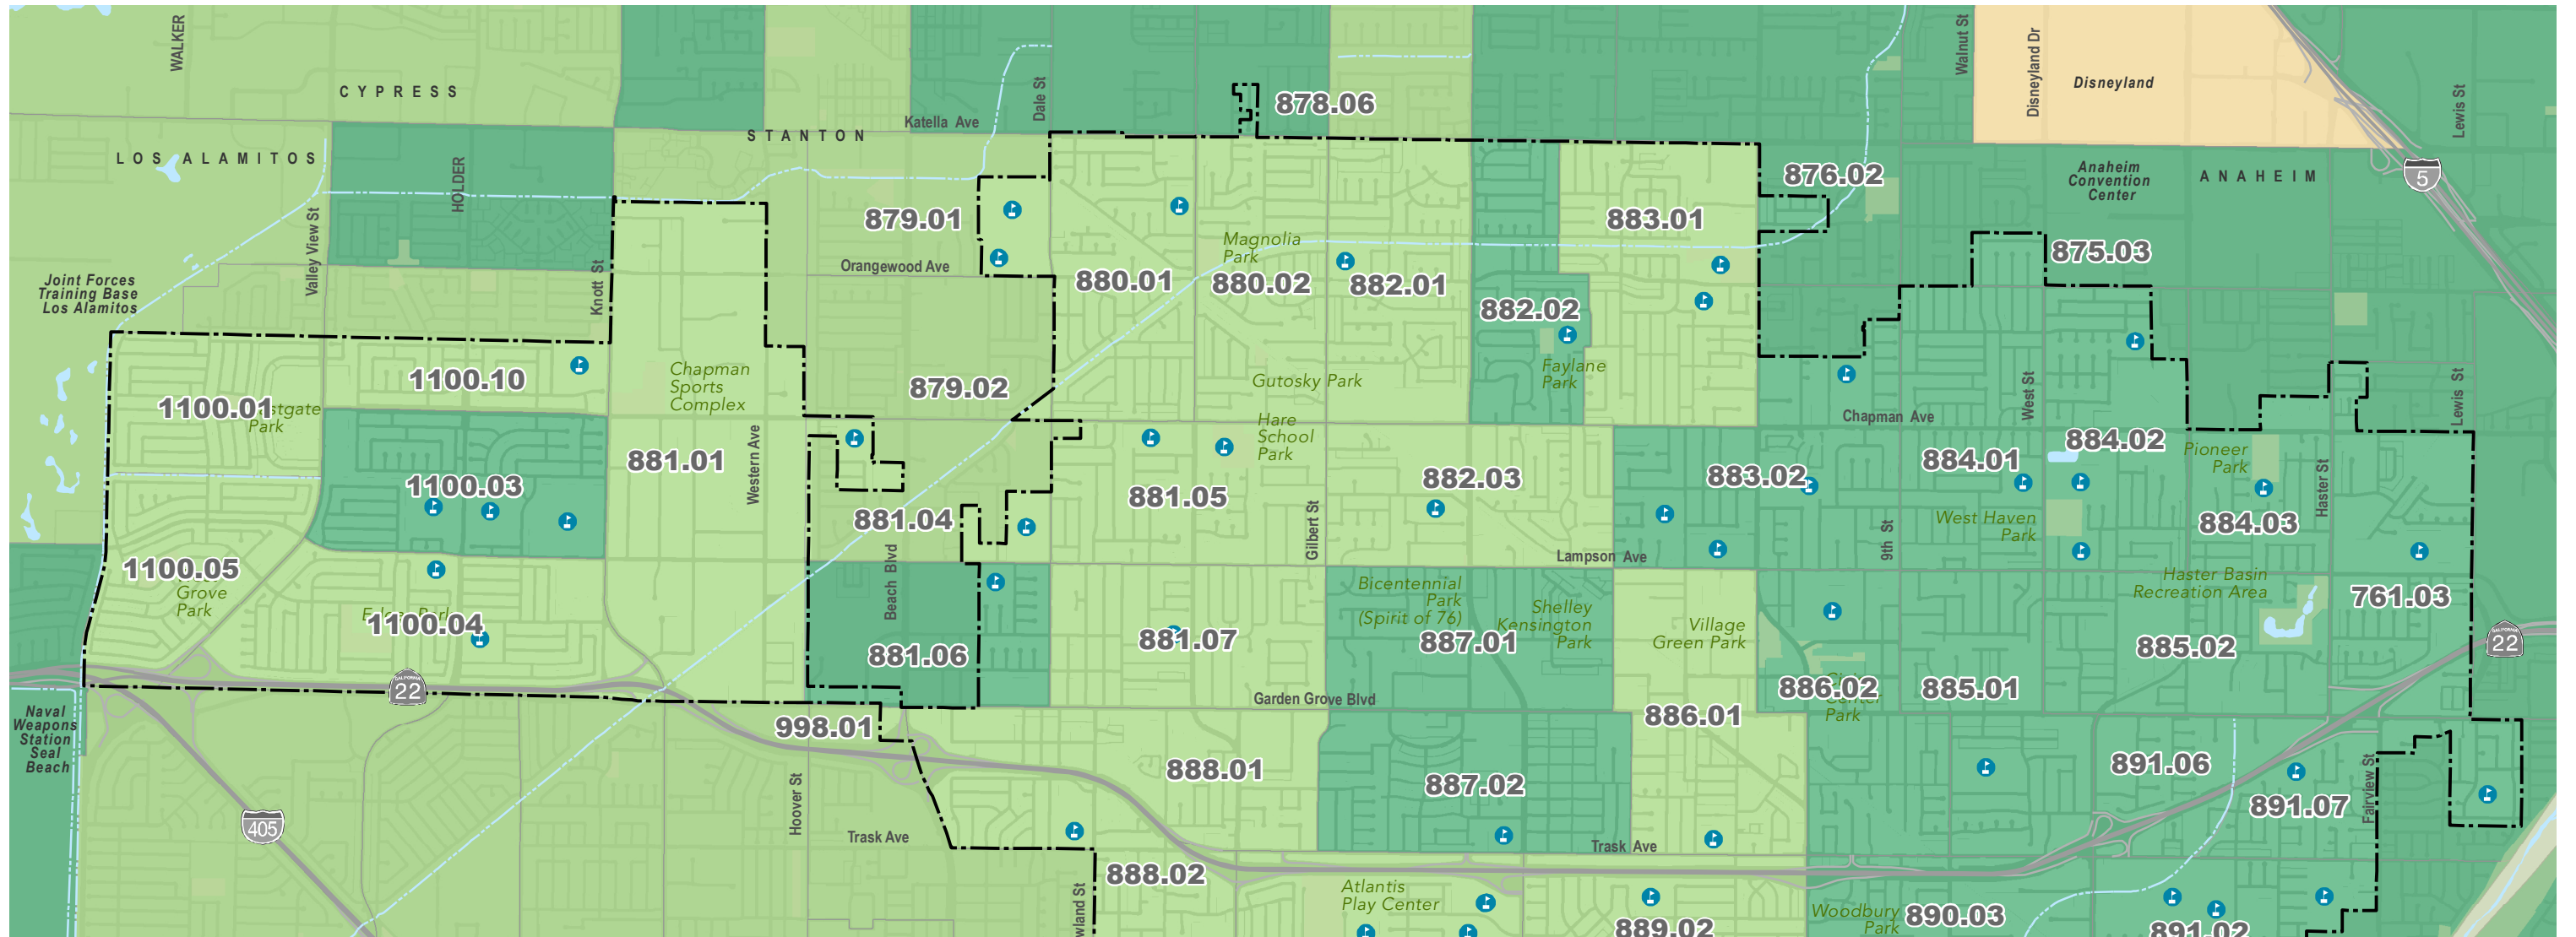 WALKER
CYPRESS
STANTON
LOS ALAMITOS
HOLDER
Valley View St
Knott St
Joint Forces
Training Base
Los Alamitos
Katella Ave
Dale St
878.06
Walnut St
Disneyland Dr
Disneyland
Lewis St
876.02
Anaheim
Convention
Center
ANAHEIM
5
879.01
Orangewood Ave
880.01
Magnolia
Park
880.02
882.01
882.02
883.01
875.03
Faylane
Park
Gutosky Park
1100.10
1100.01
Park
Chapman
Sports
Complex
879.02
Hare
School
Park
Chapman Ave
West St
Lewis St
1100.03
881.01
Western Ave
881.04
881.05
Gilbert St
882.03
883.02
884.01
884.02
Pioneer
Park
Haster St
884.03
West Haven
Park
9th St
Lampson Ave
1100.05
Grove
Park
1100.04
Beach Blvd
881.06
881.07
Bicentennial
Park
(Spirit of 76)
887.01
Shelley
Kensington
Park
Village
Green Park
Haster Basin
Recreation Area
761.03
885.02
CALIFORNIA
22
CALIFORNIA
22
Naval
Weapons
Station
Seal
Beach
998.01
Garden Grove Blvd
886.01
886.02
Center
Park
885.01
888.01
887.02
891.06
891.07
Fairview St
405
Hoover St
Trask Ave
Trask Ave
888.02
Atlantis
Play Center
889.02
Woodbury
Park
890.03
891.02